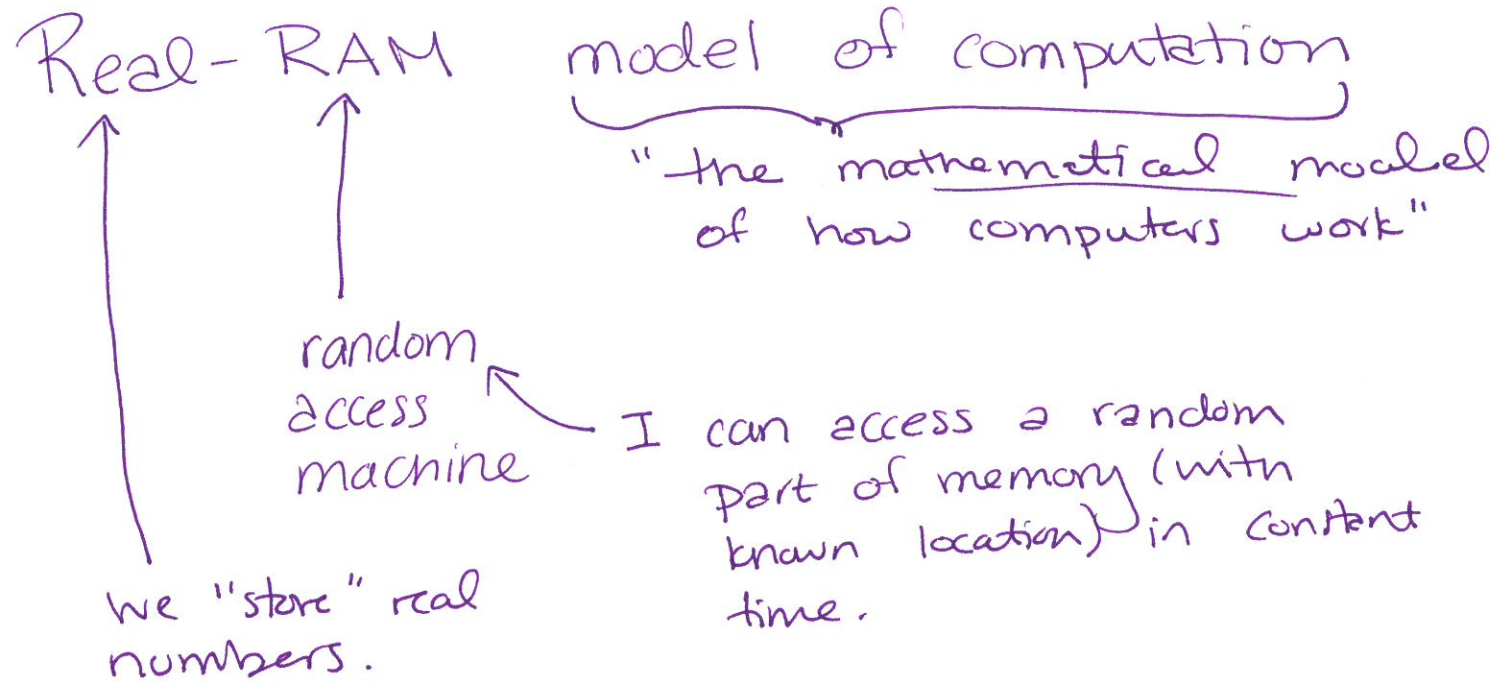 Real-RAM model of computation
"the mathematical model
of how computers work"
random
access
machine
I can access a random
part of memory (with
known location) in constant
time.
we "store" real
numbers.